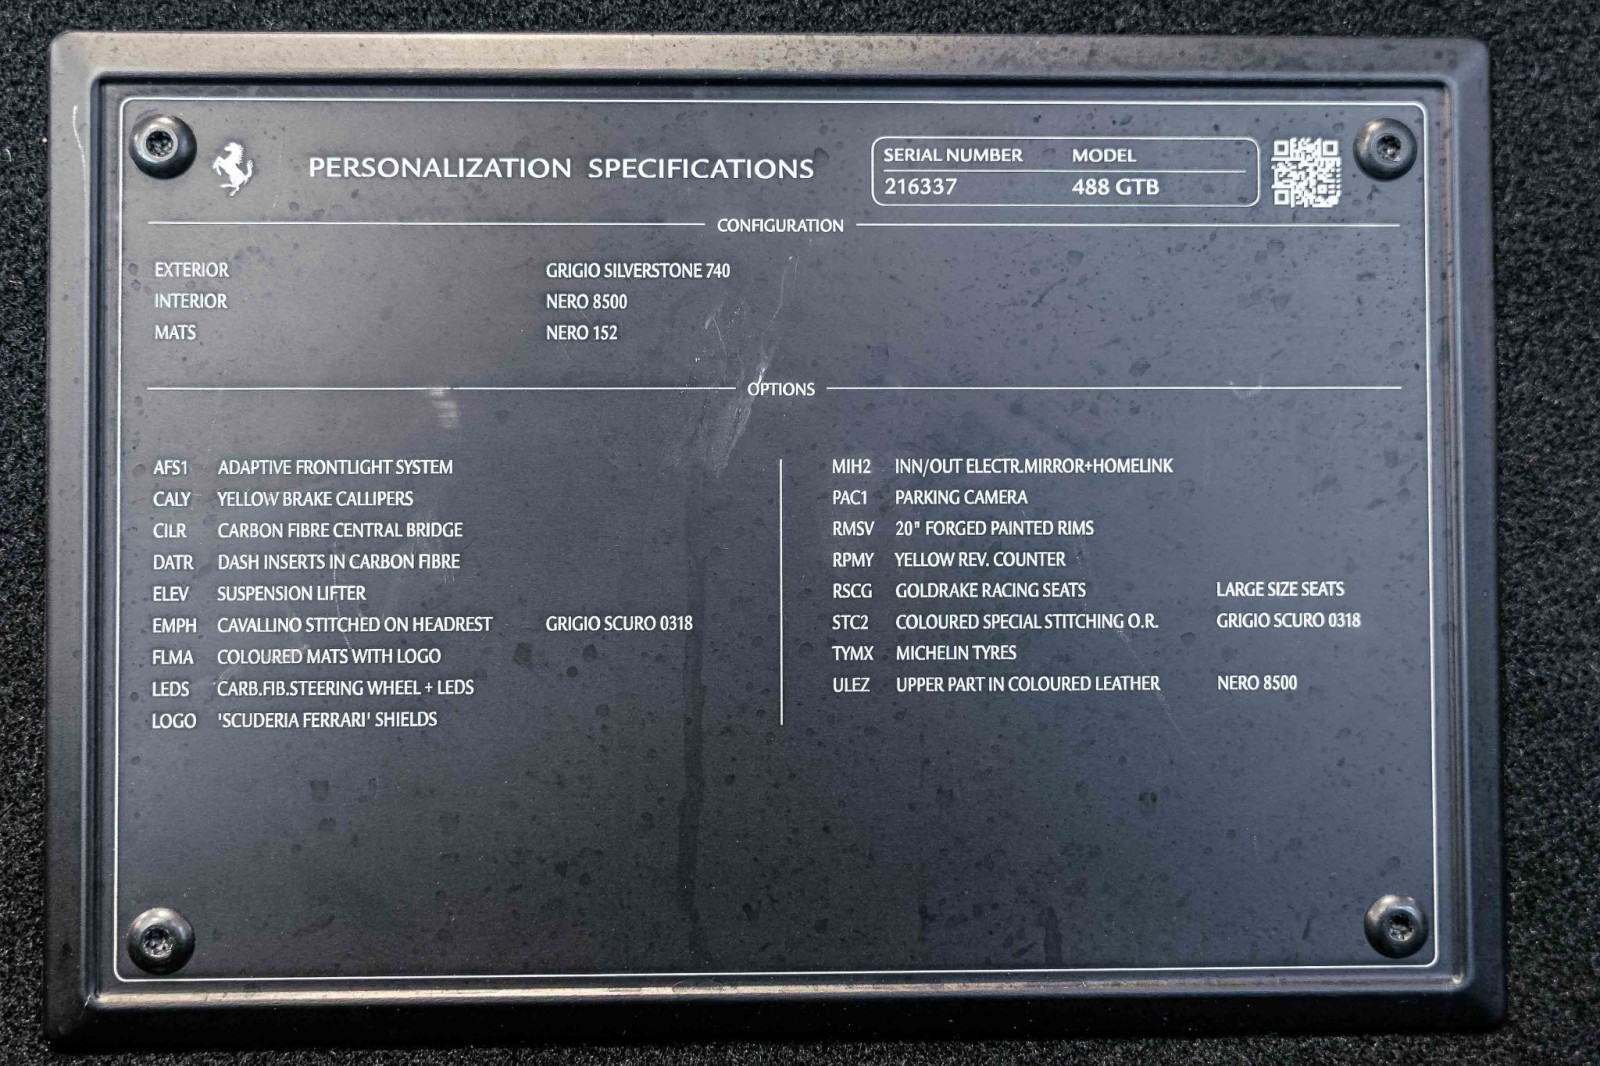 PERSONALIZATION SPECIFICATIONS
SERIAL NUMBER MODEL
216337 488 GTB
CONFIGURATION
EXTERIOR GRIGIO SILVERSTONE 740
INTERIOR NERO 8500
MATS NERO 152
OPTIONS
AFS1 ADAPTIVE FRONTLIGHT SYSTEM
CALY YELLOW BRAKE CALLIPERS
CILR CARBON FIBRE CENTRAL BRIDGE
DATR DASH INSERTS IN CARBON FIBRE
ELEV SUSPENSION LIFTER
EMPH CAVALLINO STITCHED ON HEADREST GRIGIO SCURO 0318
FLMA COLOURED MATS WITH LOGO
LEDS CARB.FIB.STEERING WHEEL + LEDS
LOGO 'SCUDERIA FERRARI' SHIELDS
MIH2 INN/OUT ELECTR.MIRROR+HOMELINK
PAC1 PARKING CAMERA
RMSV 20" FORGED PAINTED RIMS
RPMY YELLOW REV. COUNTER
RSCG GOLDRAKE RACING SEATS LARGE SIZE SEATS
STC2 COLOURED SPECIAL STITCHING O.R. GRIGIO SCURO 0318
TYMX MICHELIN TYRES
ULEZ UPPER PART IN COLOURED LEATHER NERO 8500